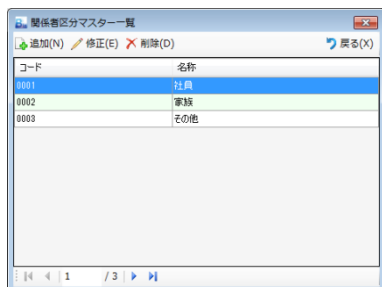 関係者区分マスター一覧
追加(N) 修正(E) 削除(D) 戻る(X)
コード 名称
0001 社員
0002 家族
0003 その他
1 / 3